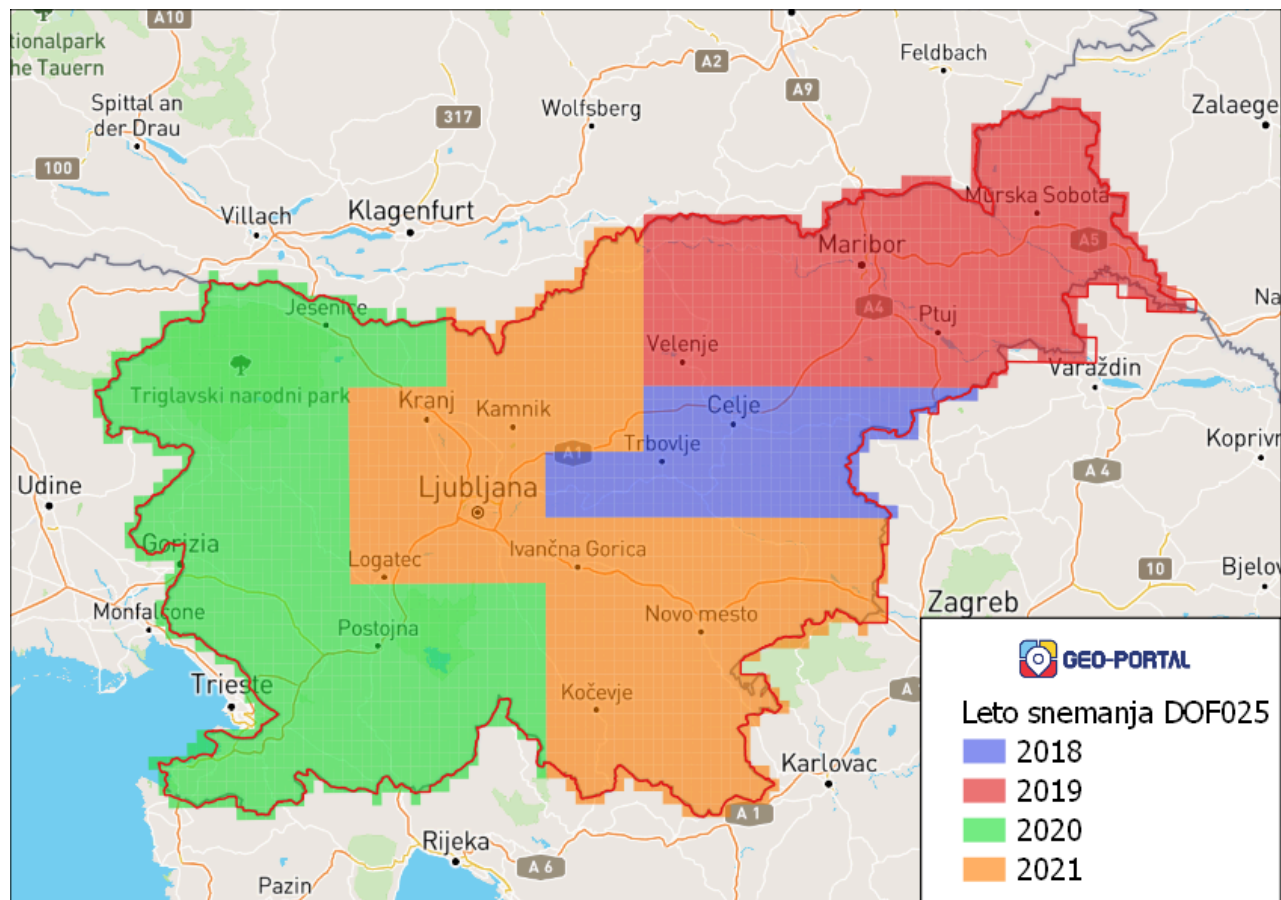 A10
tionalpark
he Tauern
A2
Feldbach
A9
Zalaege
Wolfsberg
Spittal an
der Drau
317
100
Murska Sobota
Villach
Klagenfurt
Maribor
A5
Na
Jesenice
A4
Ptuj
Velenje
Varaždin
Triglavski narodni park
Kranj
Kamnik
Celje
Trbovlje
A1
Koprivr
A 4
Udine
Ljubljana
Gorizia
Ivančna Gorica
Logatec
10
Bjelov
Zagreb
Monfalcone
Novo mesto
Postojna
Trieste
Kočevje
A
Karlovac
A 1
Rijeka
A 6
Pazin
GEO-PORTAL
Leto snemanja DOF025
2018
2019
2020
2021